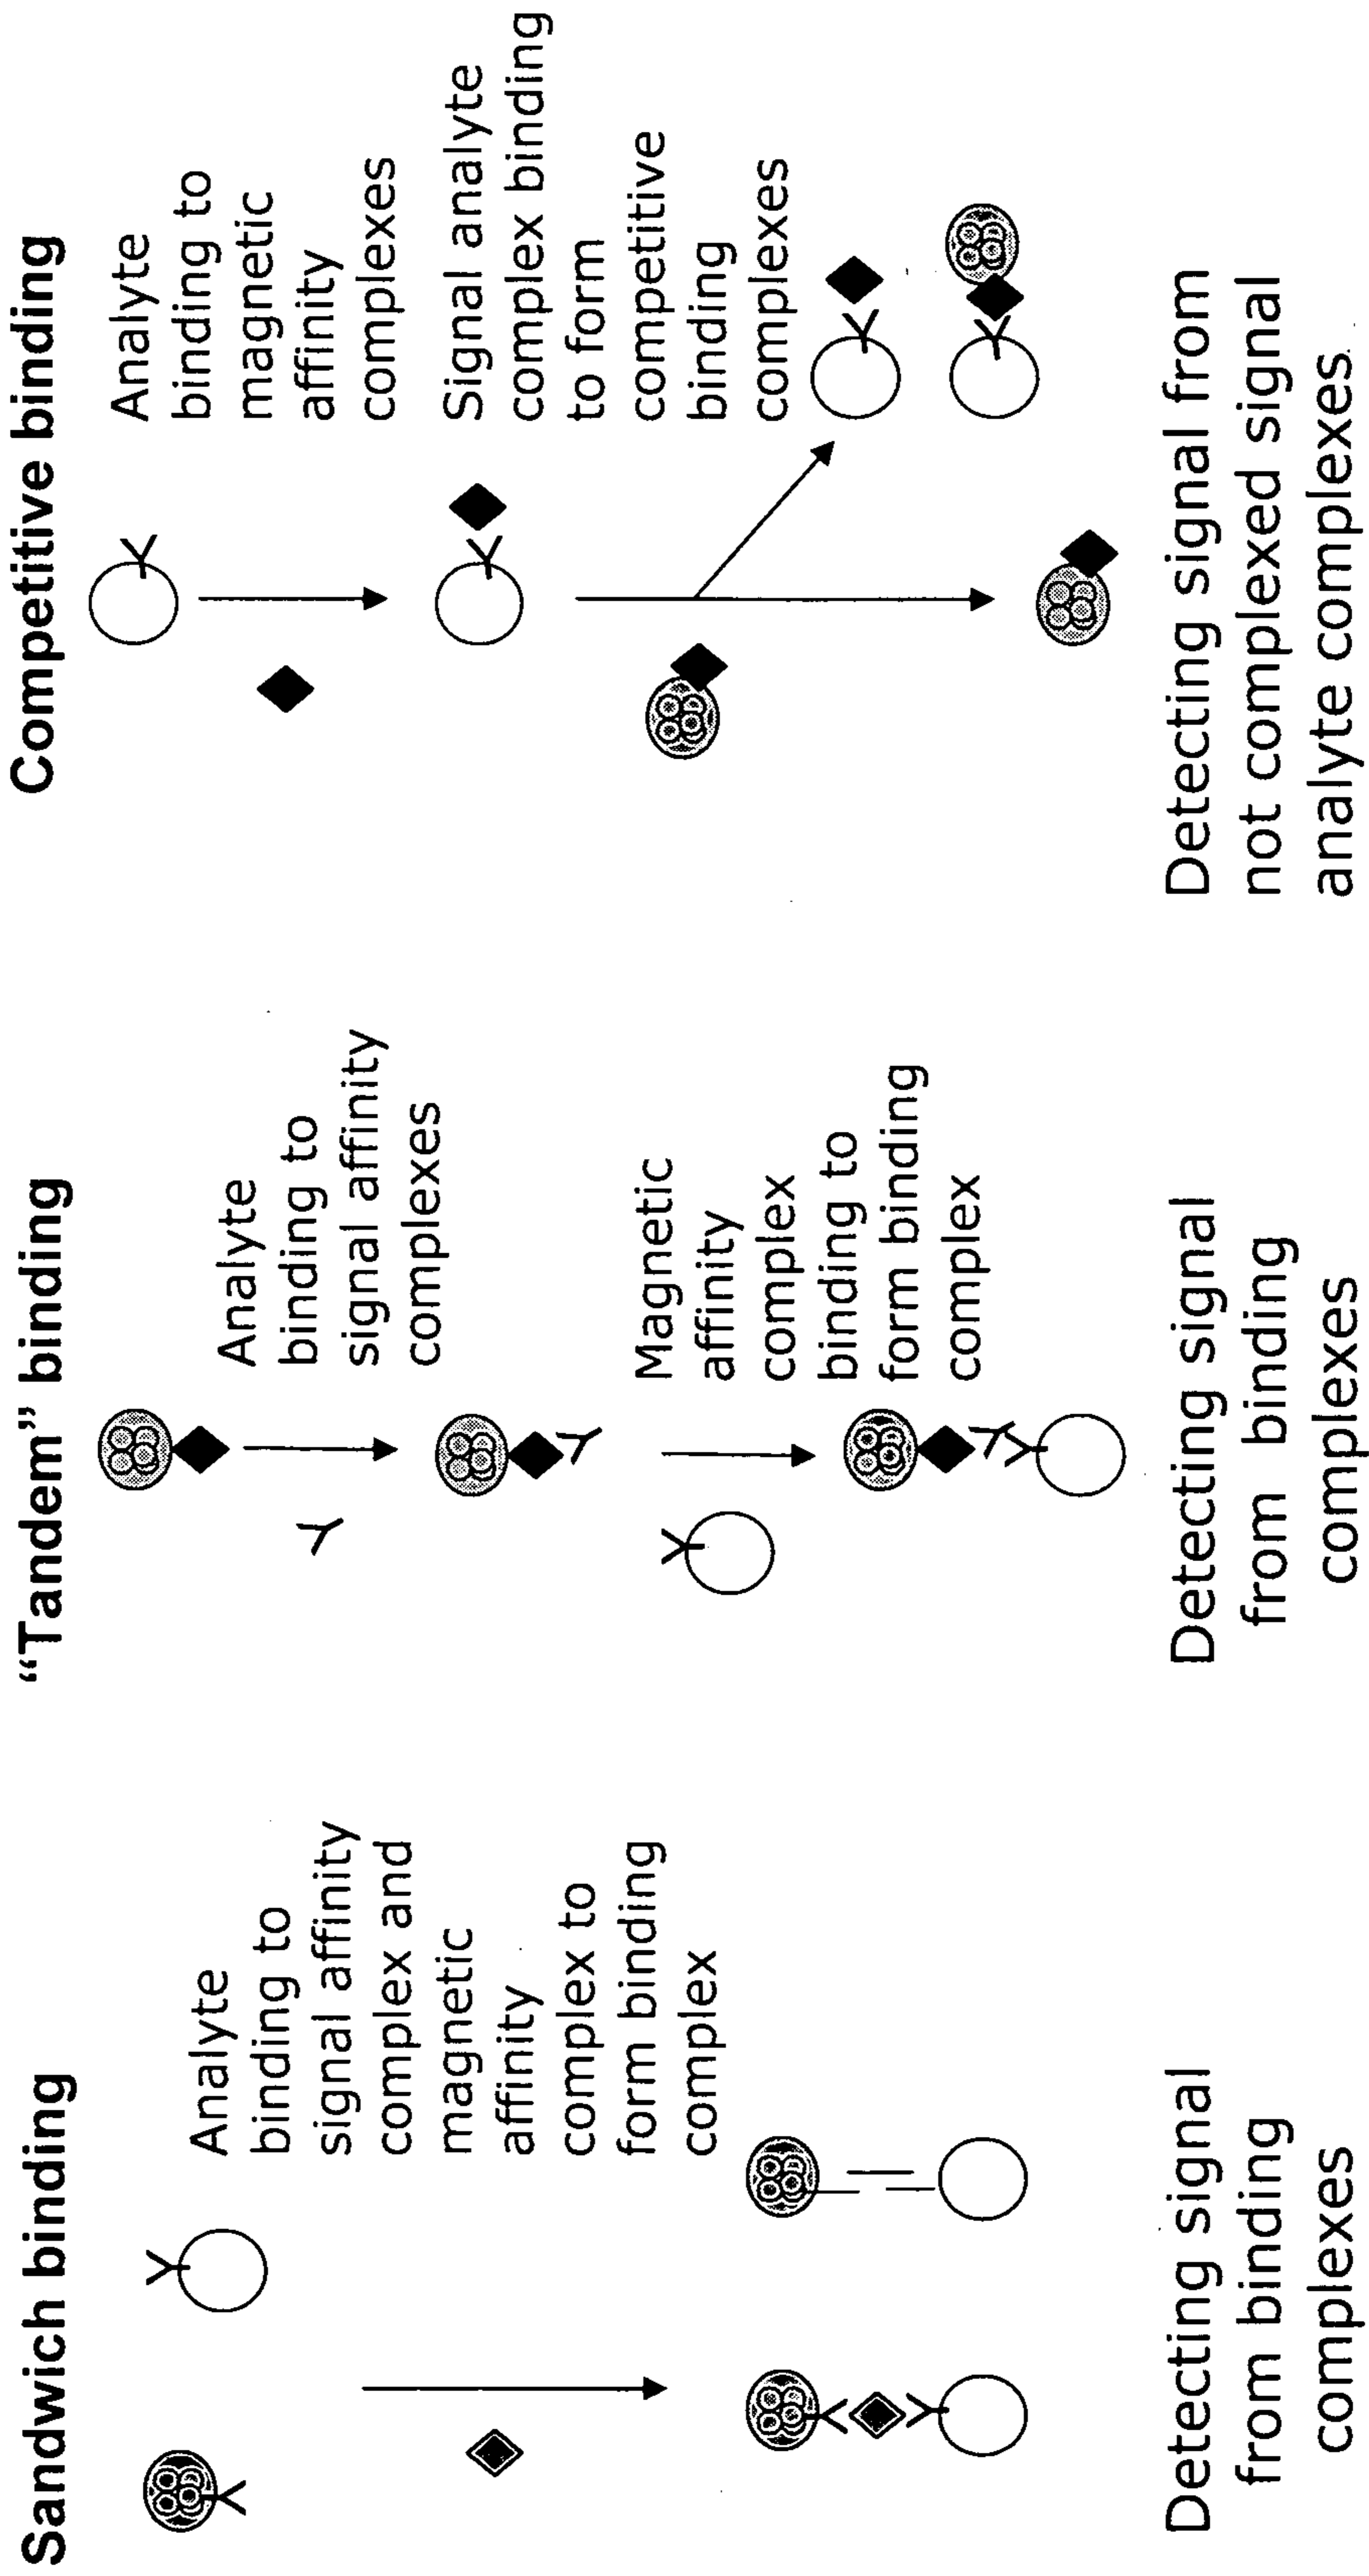 Sandwich binding
Analyte
binding to
signal affinity
complex and
magnetic
affinity
complex to
form binding
complex
Detecting signal
from binding
complexes
“Tandem” binding
Analyte
binding to
signal affinity
complexes
Magnetic
affinity
complex
binding to
form binding
complex
Detecting signal
from binding
complexes
Competitive binding
Analyte
binding to
magnetic
affinity
complexes
Signal analyte
complex binding
to form
competitive
binding
complexes
Detecting signal from
not complexed signal
analyte complexes.